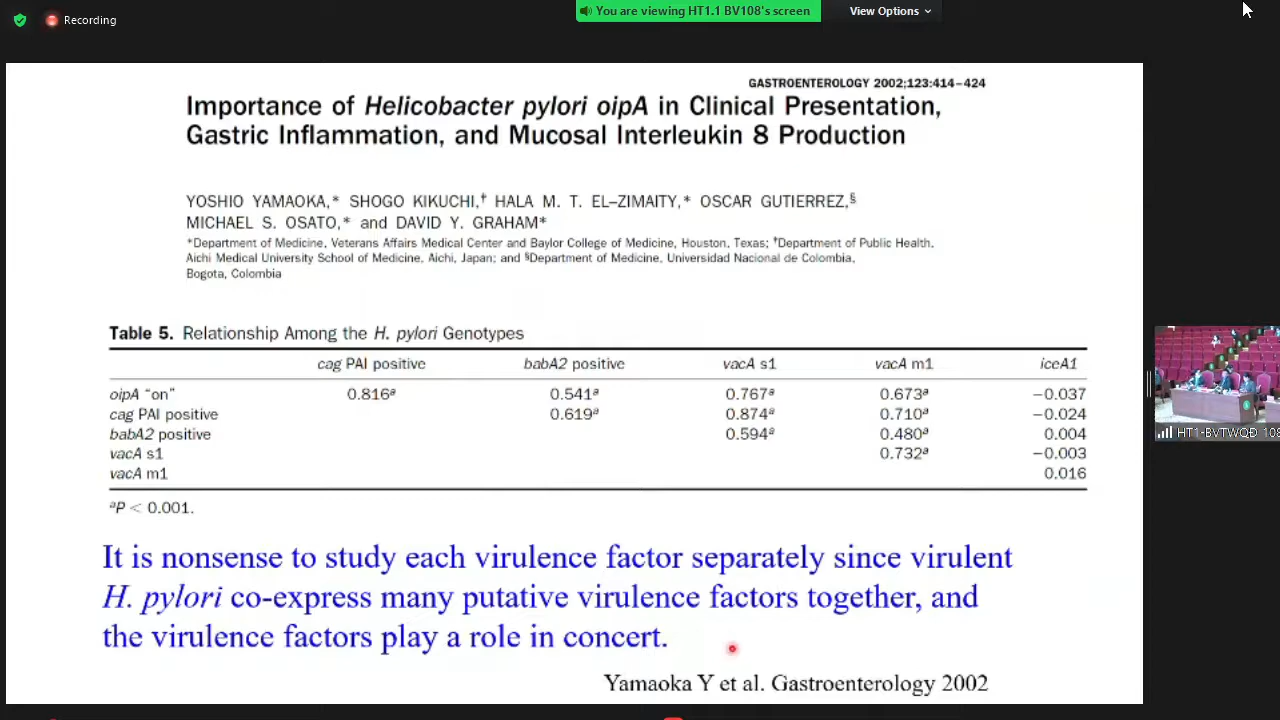 Recording
You are viewing HT1.1 BV108's screen
View Options
GASTROENTEROLOGY 2002;123:414–424
Importance of Helicobacter pylori oipA in Clinical Presentation,
Gastric Inflammation, and Mucosal Interleukin 8 Production
YOSHIO YAMAOKA,* SHOGO KIKUCHI,† HALA M. T. EL–ZIMAITY,* OSCAR GUTIERREZ,§
MICHAEL S. OSATO,* and DAVID Y. GRAHAM*
*Department of Medicine, Veterans Affairs Medical Center and Baylor College of Medicine, Houston, Texas; †Department of Public Health,
Aichi Medical University School of Medicine, Aichi, Japan; and §Department of Medicine, Universidad Nacional de Colombia,
Bogota, Colombia
Table 5. Relationship Among the H. pylori Genotypes
cag PAI positive babA2 positive vacA s1 vacA m1 iceA1
oipA “on” 0.816a 0.541a 0.767a 0.673a −0.037
cag PAI positive 0.619a 0.874a 0.710a −0.024
babA2 positive 0.594a 0.480a 0.004
vacA s1 0.732a −0.003
vacA m1 0.016
aP < 0.001.
It is nonsense to study each virulence factor separately since virulent
H. pylori co-express many putative virulence factors together, and
the virulence factors play a role in concert.
Yamaoka Y et al. Gastroenterology 2002
HT1-BVTWQĐ 108